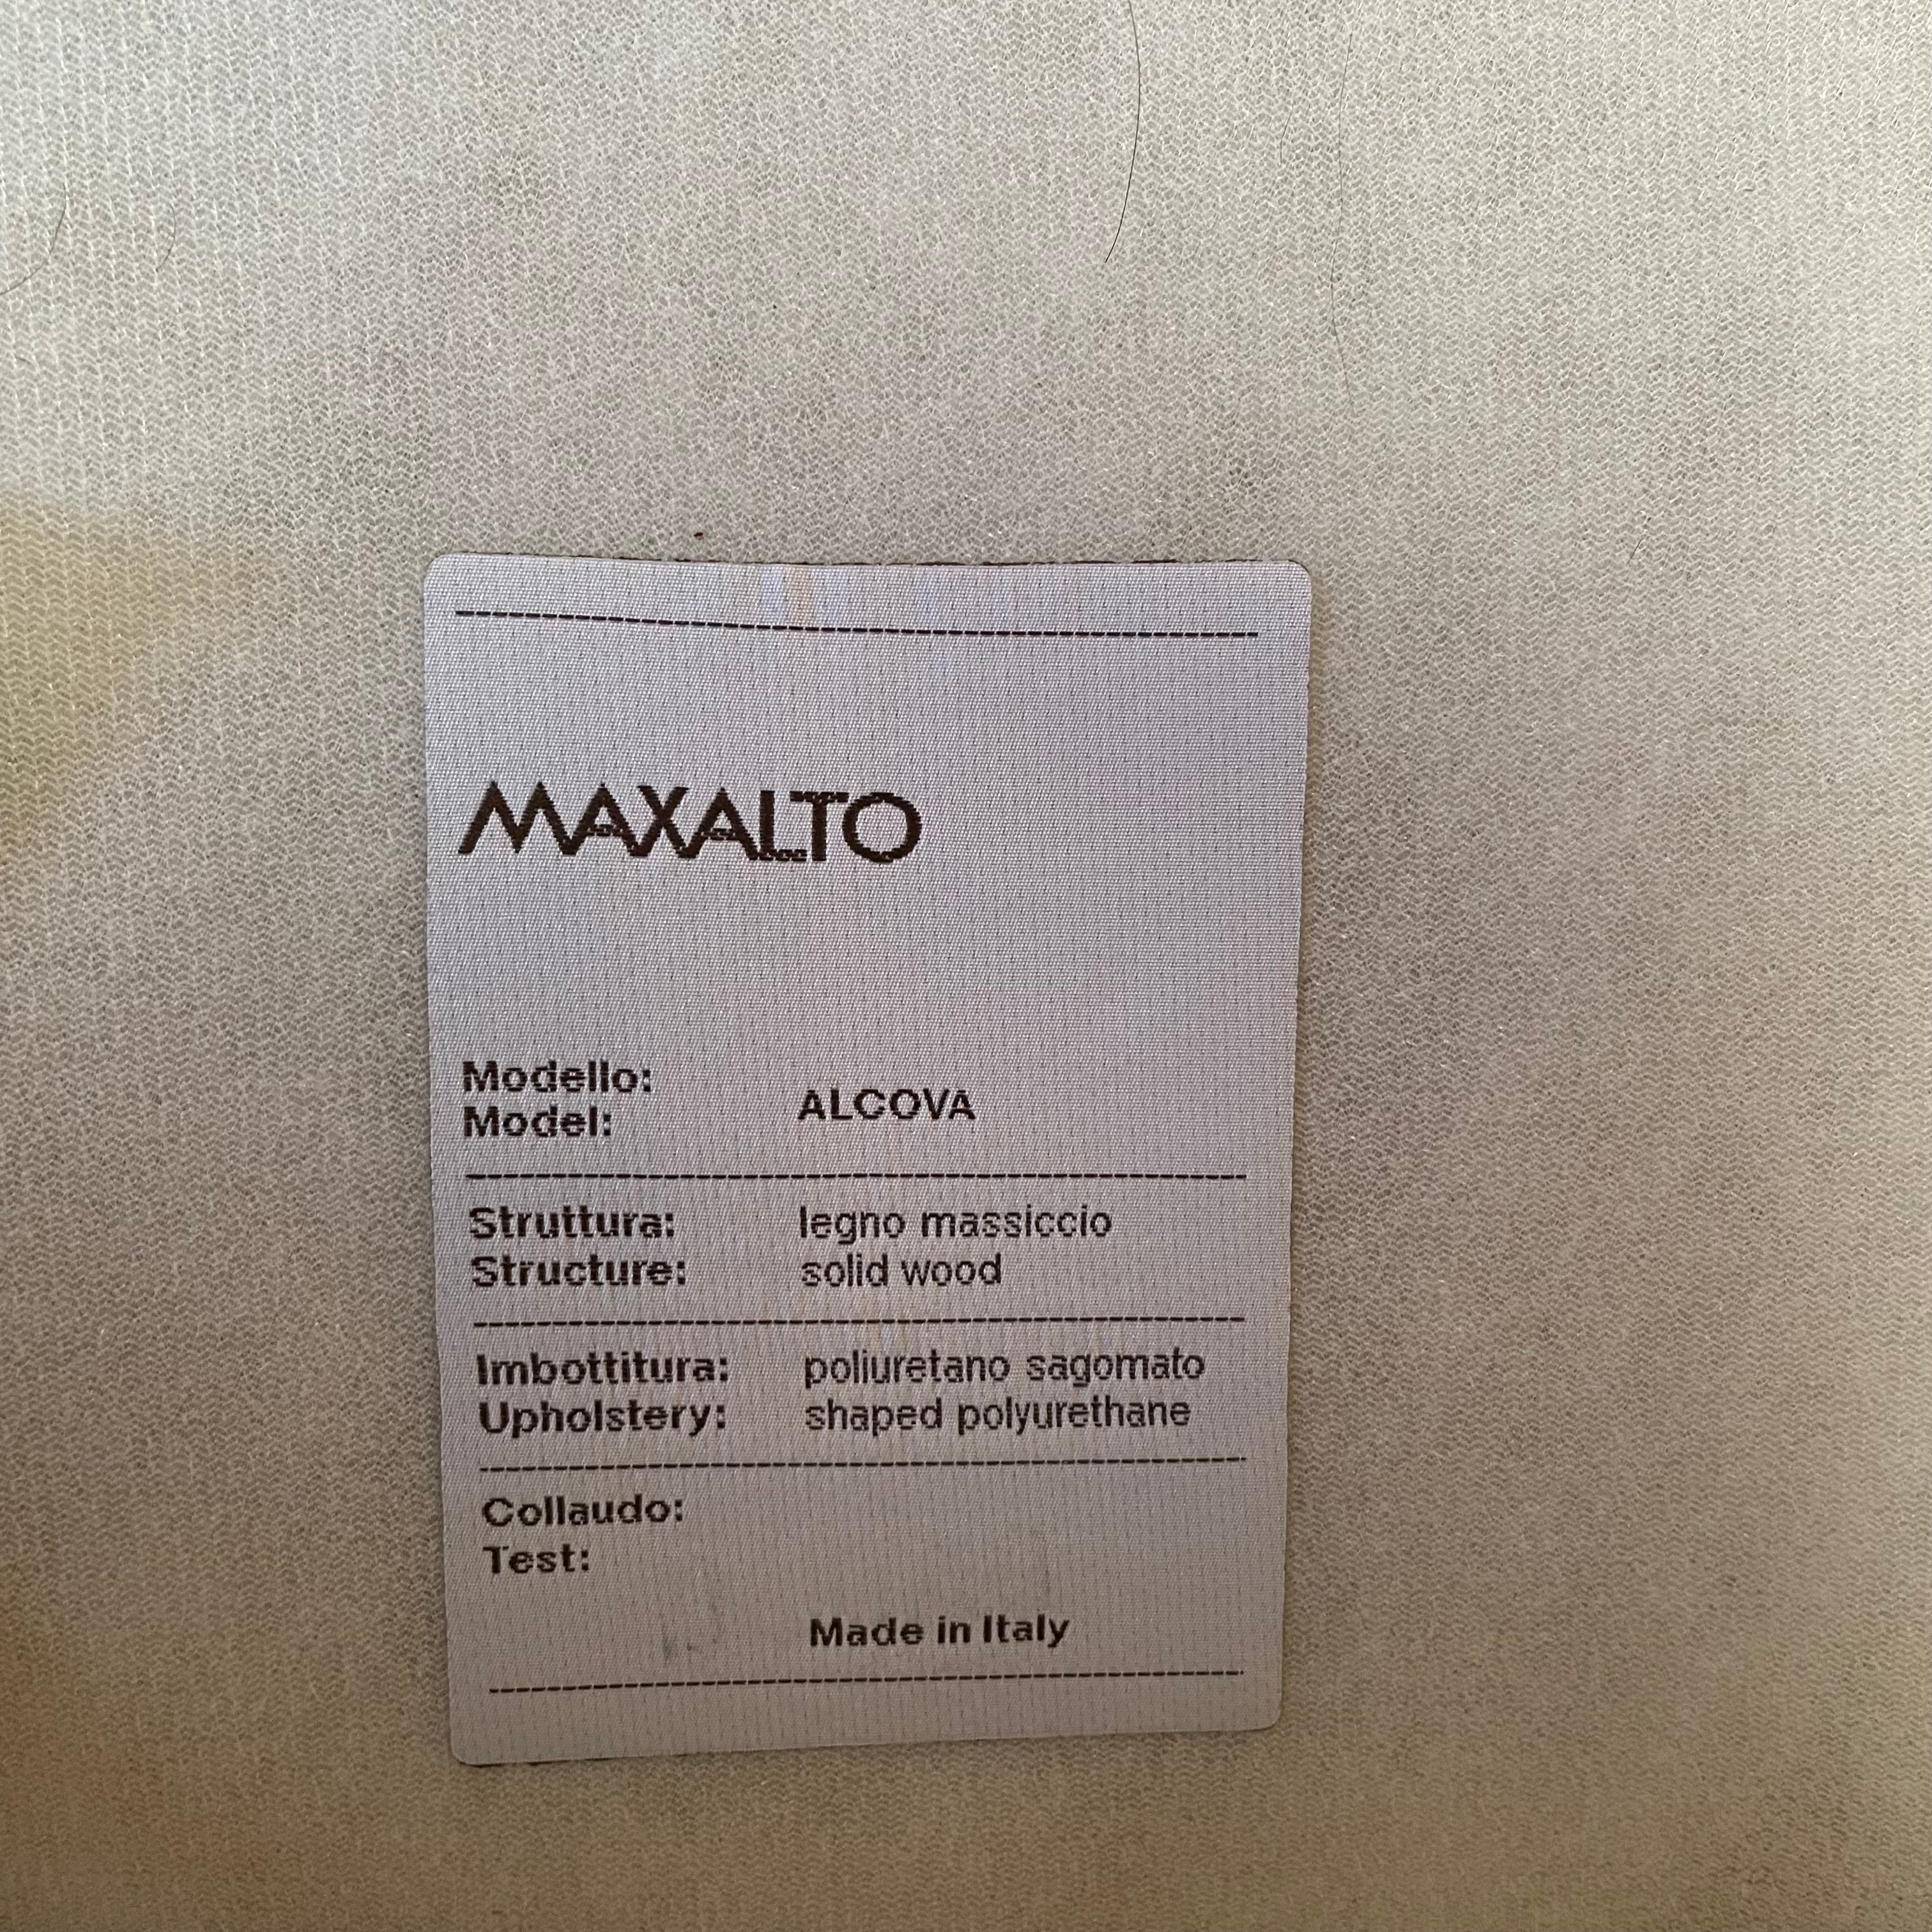 MAXALTO
Modello:
Model: ALCOVA
Struttura: legno massiccio
Structure: solid wood
Imbottitura: poliuretano sagomato
Upholstery: shaped polyurethane
Collaudo:
Test:
Made in Italy